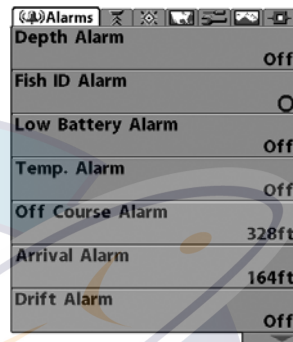 Alarms
Depth Alarm
Off
Fish ID Alarm
O
Low Battery Alarm
Off
Temp. Alarm
Off
Off Course Alarm
328ft
Arrival Alarm
164ft
Drift Alarm
Off